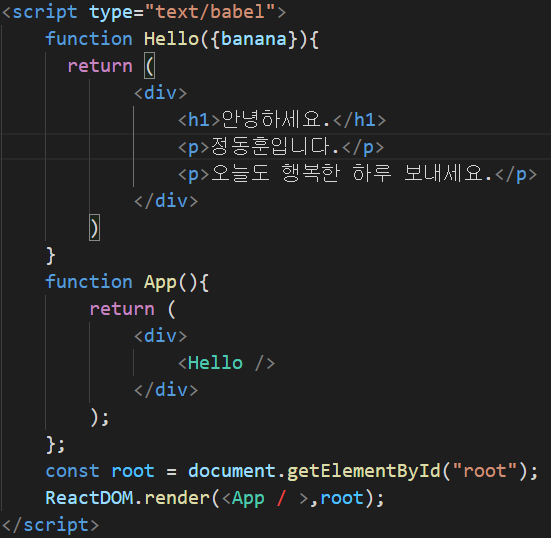 <script type="text/babel">
function Hello({banana}){
return (
<div>
<h1>안녕하세요.</h1>
<p>정동훈입니다.</p>
<p>오늘도 행복한 하루 보내세요.</p>
</div>
)
}
function App(){
return (
<div>
<Hello />
</div>
);
};
const root = document.getElementById("root");
ReactDOM.render(<App / >,root);
</script>